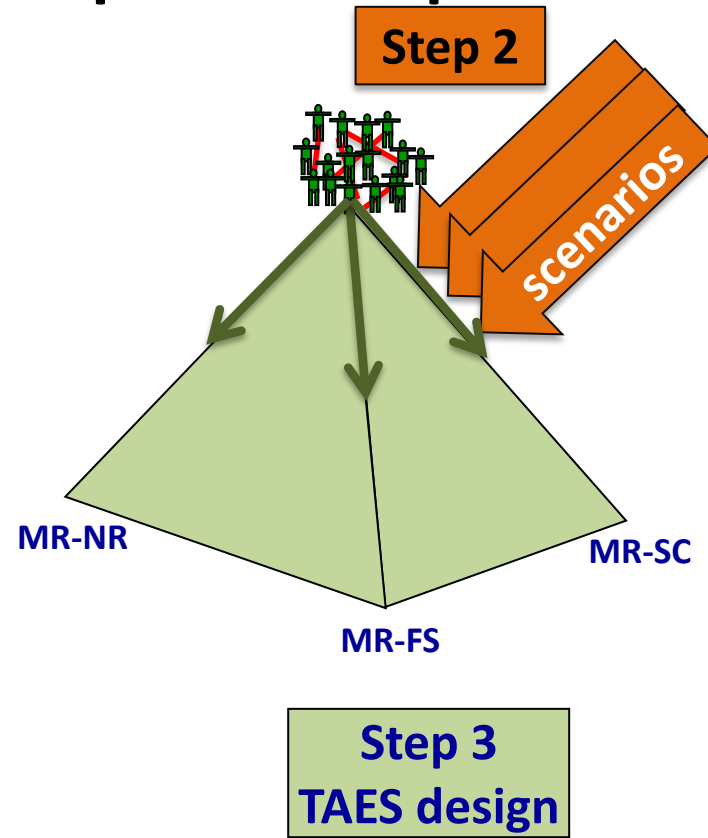 Step 2
scenarios
MR-NR
MR-SC
MR-FS
Step 3
TAES design